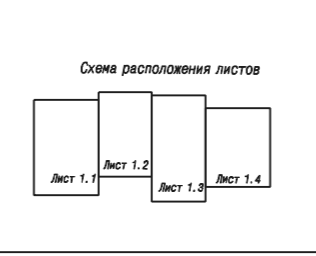 Схема расположения листов
Лист 1.1
Лист 1.2
Лист 1.3
Лист 1.4